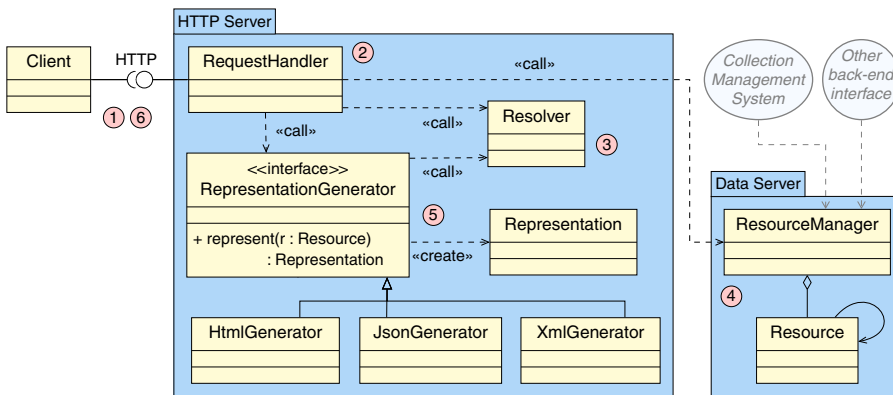 HTTP Server
Client
HTTP
RequestHandler
2
«call»
Collection
Management
System
Other
back-end
interface
1 6
«call»
«call»
Resolver
3
<<interface>>
RepresentationGenerator
«call»
Data Server
5
Representation
ResourceManager
+ represent(r : Resource)
: Representation
«create»
4
HtmlGenerator
JsonGenerator
XmlGenerator
Resource